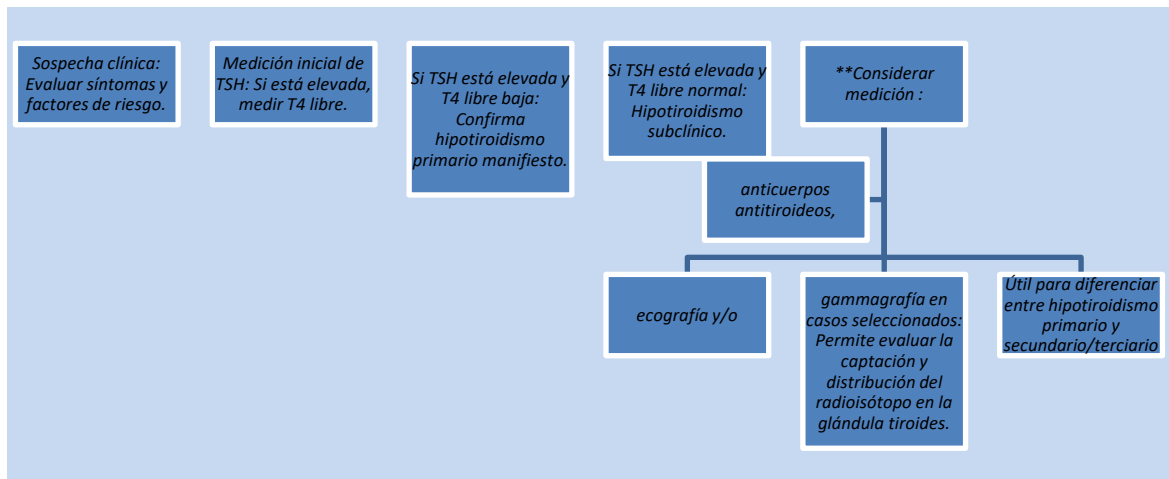 Sospecha clínica:
Evaluar síntomas y
factores de riesgo.
Medición inicial de
TSH: Si está elevada,
medir T4 libre.
Si TSH está elevada y
T4 libre baja:
Confirma
hipotiroidismo
primario manifiesto.
Si TSH está elevada y
T4 libre normal:
Hipotiroidismo
subclínico.
**Considerar
medición :
anticuerpos
antitiroideos,
ecografía y/o
gammagrafía en
casos seleccionados:
Permite evaluar la
captación y
distribución del
radioisótopo en la
glándula tiroides.
Útil para diferenciar
entre hipotiroidismo
primario y
secundario/terciario